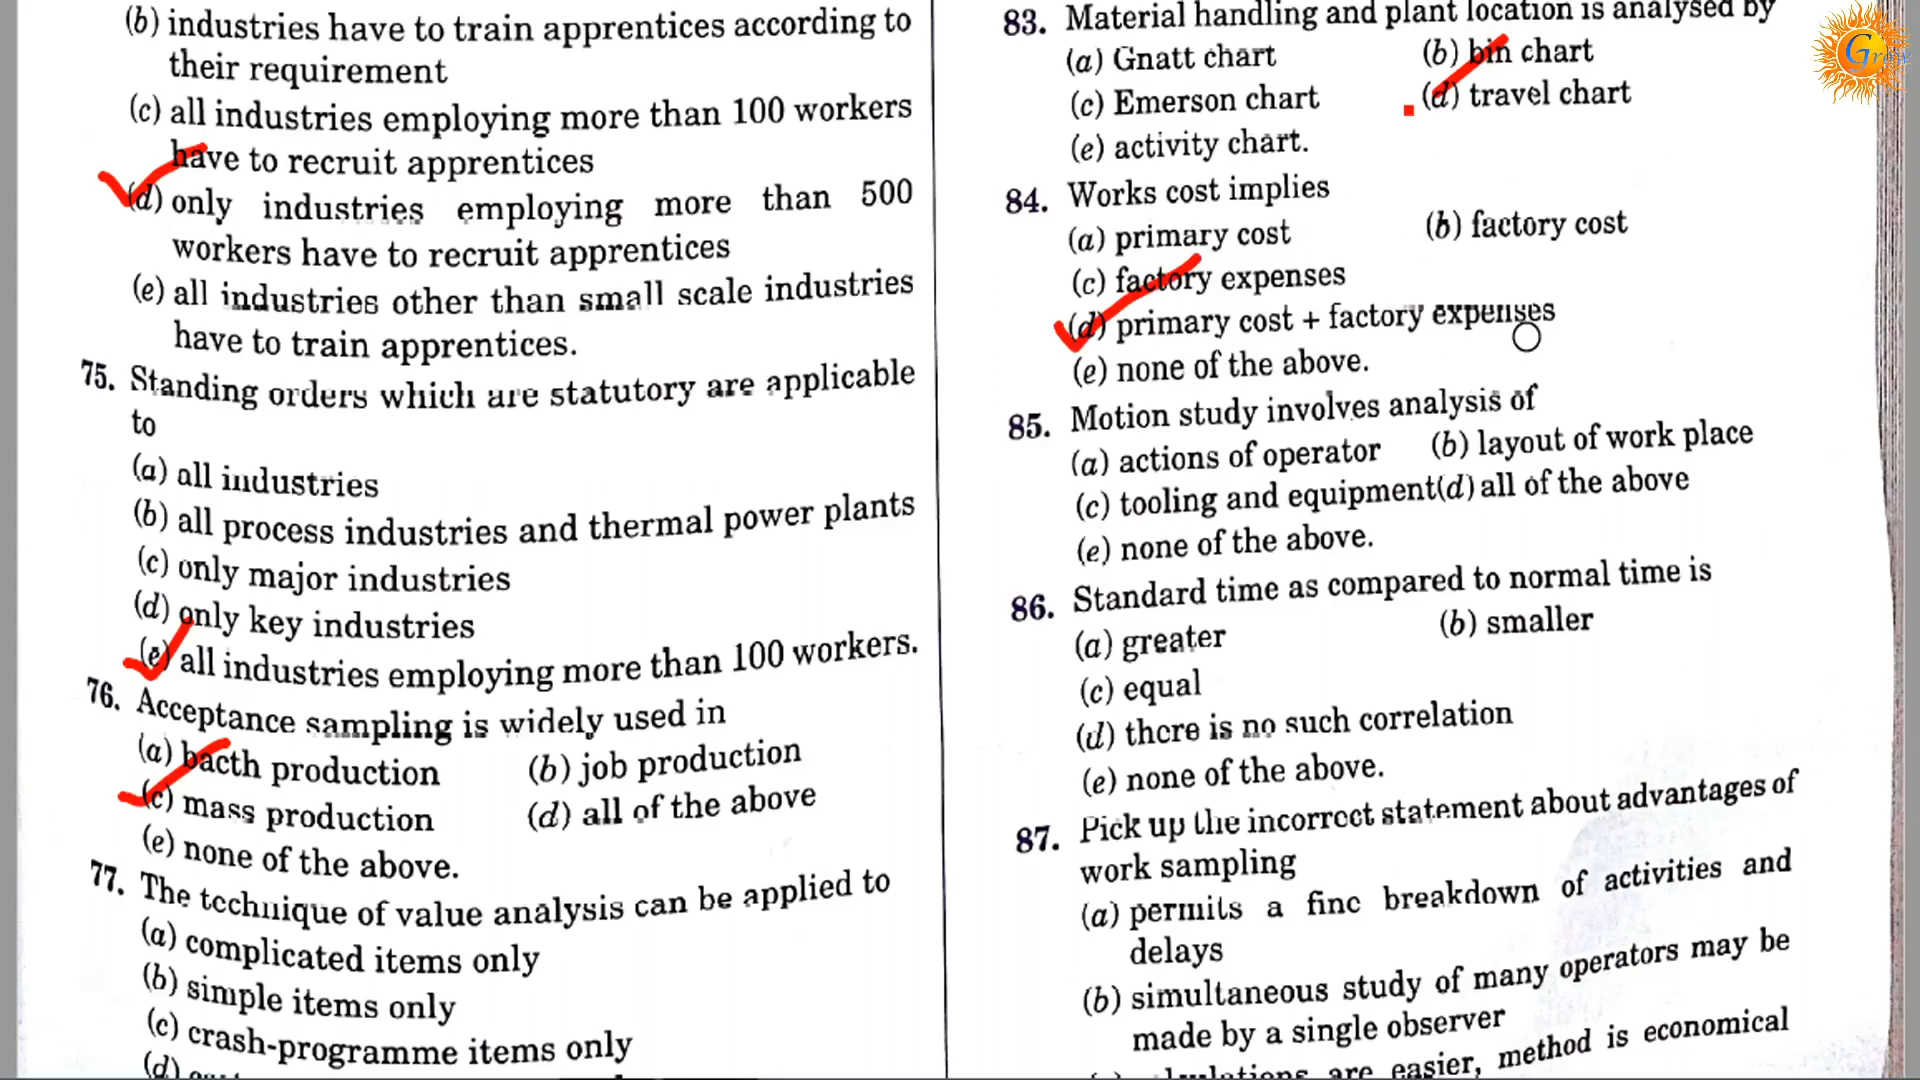 (b) industries have to train apprentices according to
their requirement
(c) all industries employing more than 100 workers
have to recruit apprentices
(d) only industries employing more than 500
workers have to recruit apprentices
(e) all industries other than small scale industries
have to train apprentices.
75. Standing orders which are statutory are applicable
to
(a) all industries
(b) all process industries and thermal power plants
(c) only major industries
(d) only key industries
(e) all industries employing more than 100 workers.
76. Acceptance sampling is widely used in
(a) bacth production (b) job production
(c) mass production (d) all of the above
(e) none of the above.
77. The technique of value analysis can be applied to
(a) complicated items only
(b) simple items only
(c) crash-programme items only
(d)
83. Material handling and plant location is analysed by
(a) Gnatt chart (b) bin chart
(c) Emerson chart (d) travel chart
(e) activity chart.
84. Works cost implies
(a) primary cost (b) factory cost
(c) factory expenses
(d) primary cost + factory expenses
(e) none of the above.
85. Motion study involves analysis of
(a) actions of operator (b) layout of work place
(c) tooling and equipment (d) all of the above
(e) none of the above.
86. Standard time as compared to normal time is
(a) greater (b) smaller
(c) equal
(d) there is no such correlation
(e) none of the above.
87. Pick up the incorrect statement about advantages of
work sampling
(a) permits a fine breakdown of activities and
delays
(b) simultaneous study of many operators may be
made by a single observer
are easier, method is economical
Grow